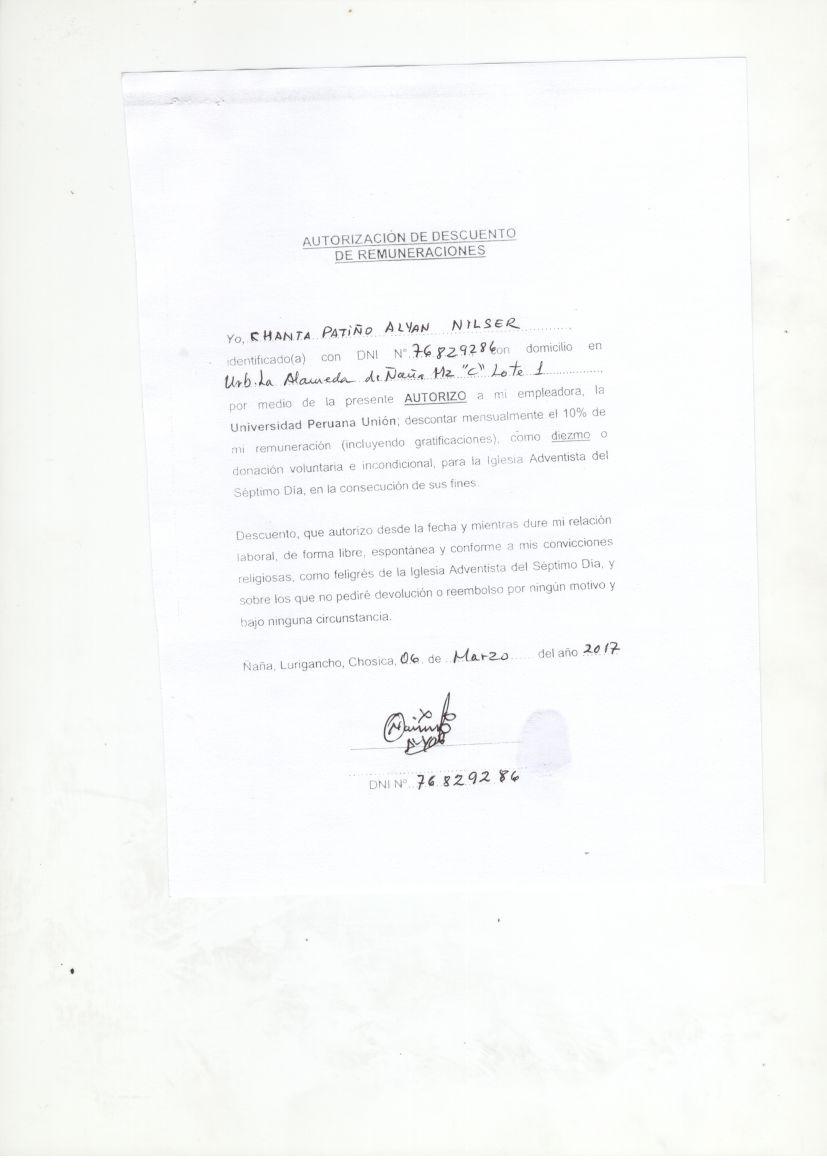 AUTORIZACIÓN DE DESCUENTO
DE REMUNERACIONES
Yo, CHANTA PATIÑO ALYAN NILSER
identificado(a) con DNI N° 76829286 con domicilio en
Urb. La Alameda de Ñaña Mz "C" Lote 1
por medio de la presente AUTORIZO a mi empleadora, la
Universidad Peruana Unión; descontar mensualmente el 10% de
mi remuneración (incluyendo gratificaciones), como diezmo o
donación voluntaria e incondicional, para la Iglesia Adventista del
Séptimo Día, en la consecución de sus fines.
Descuento, que autorizo desde la fecha y mientras dure mi relación
laboral, de forma libre, espontánea y conforme a mis convicciones
religiosas, como feligrés de la Iglesia Adventista del Séptimo Día, y
sobre los que no pediré devolución o reembolso por ningún motivo y
bajo ninguna circunstancia.
Ñaña, Lurigancho, Chosica, 06 de Marzo del año 2017
DNI N° 76829286